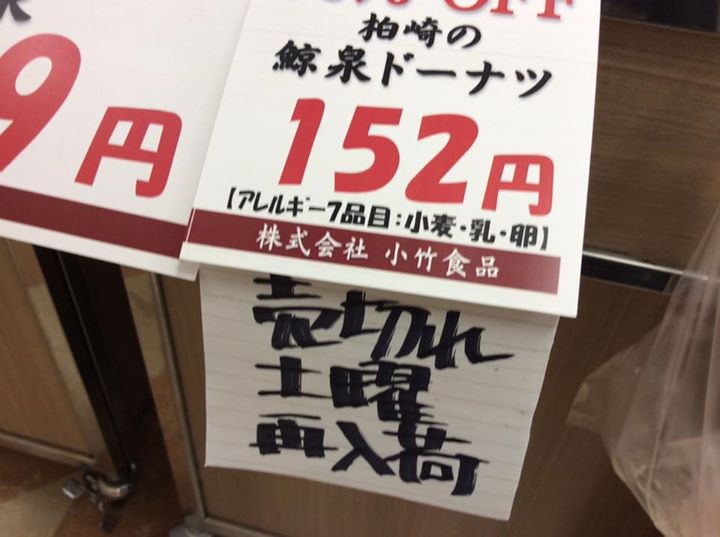 9円
OFF
柏崎の
鯨泉ドーナツ
152円
【アレルギー7品目:小麦・乳・卵】
株式会社 小竹食品
売切れ
土曜
再入荷